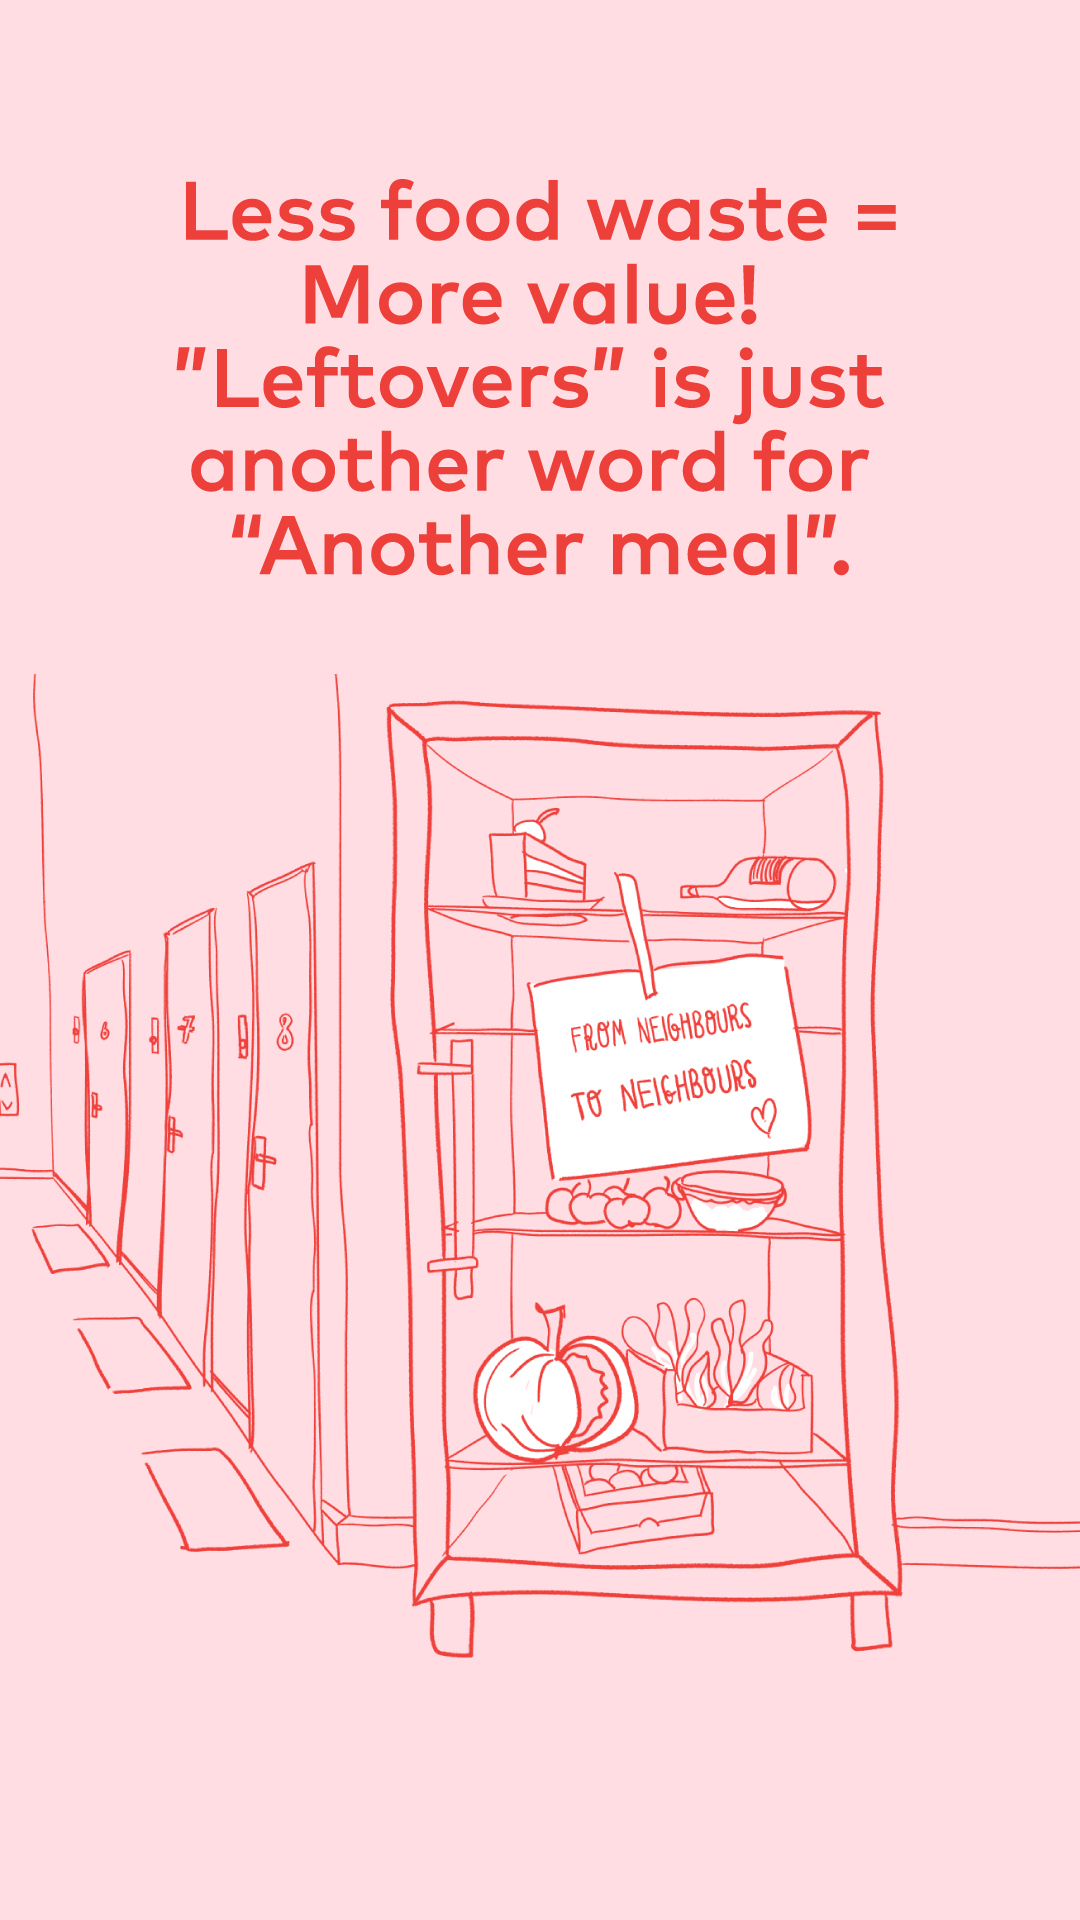 Less food waste =
More value!
"Leftovers" is just
another word for
“Another meal”.
6
7
8
FROM NEIGHBOURS
TO NEIGHBOURS